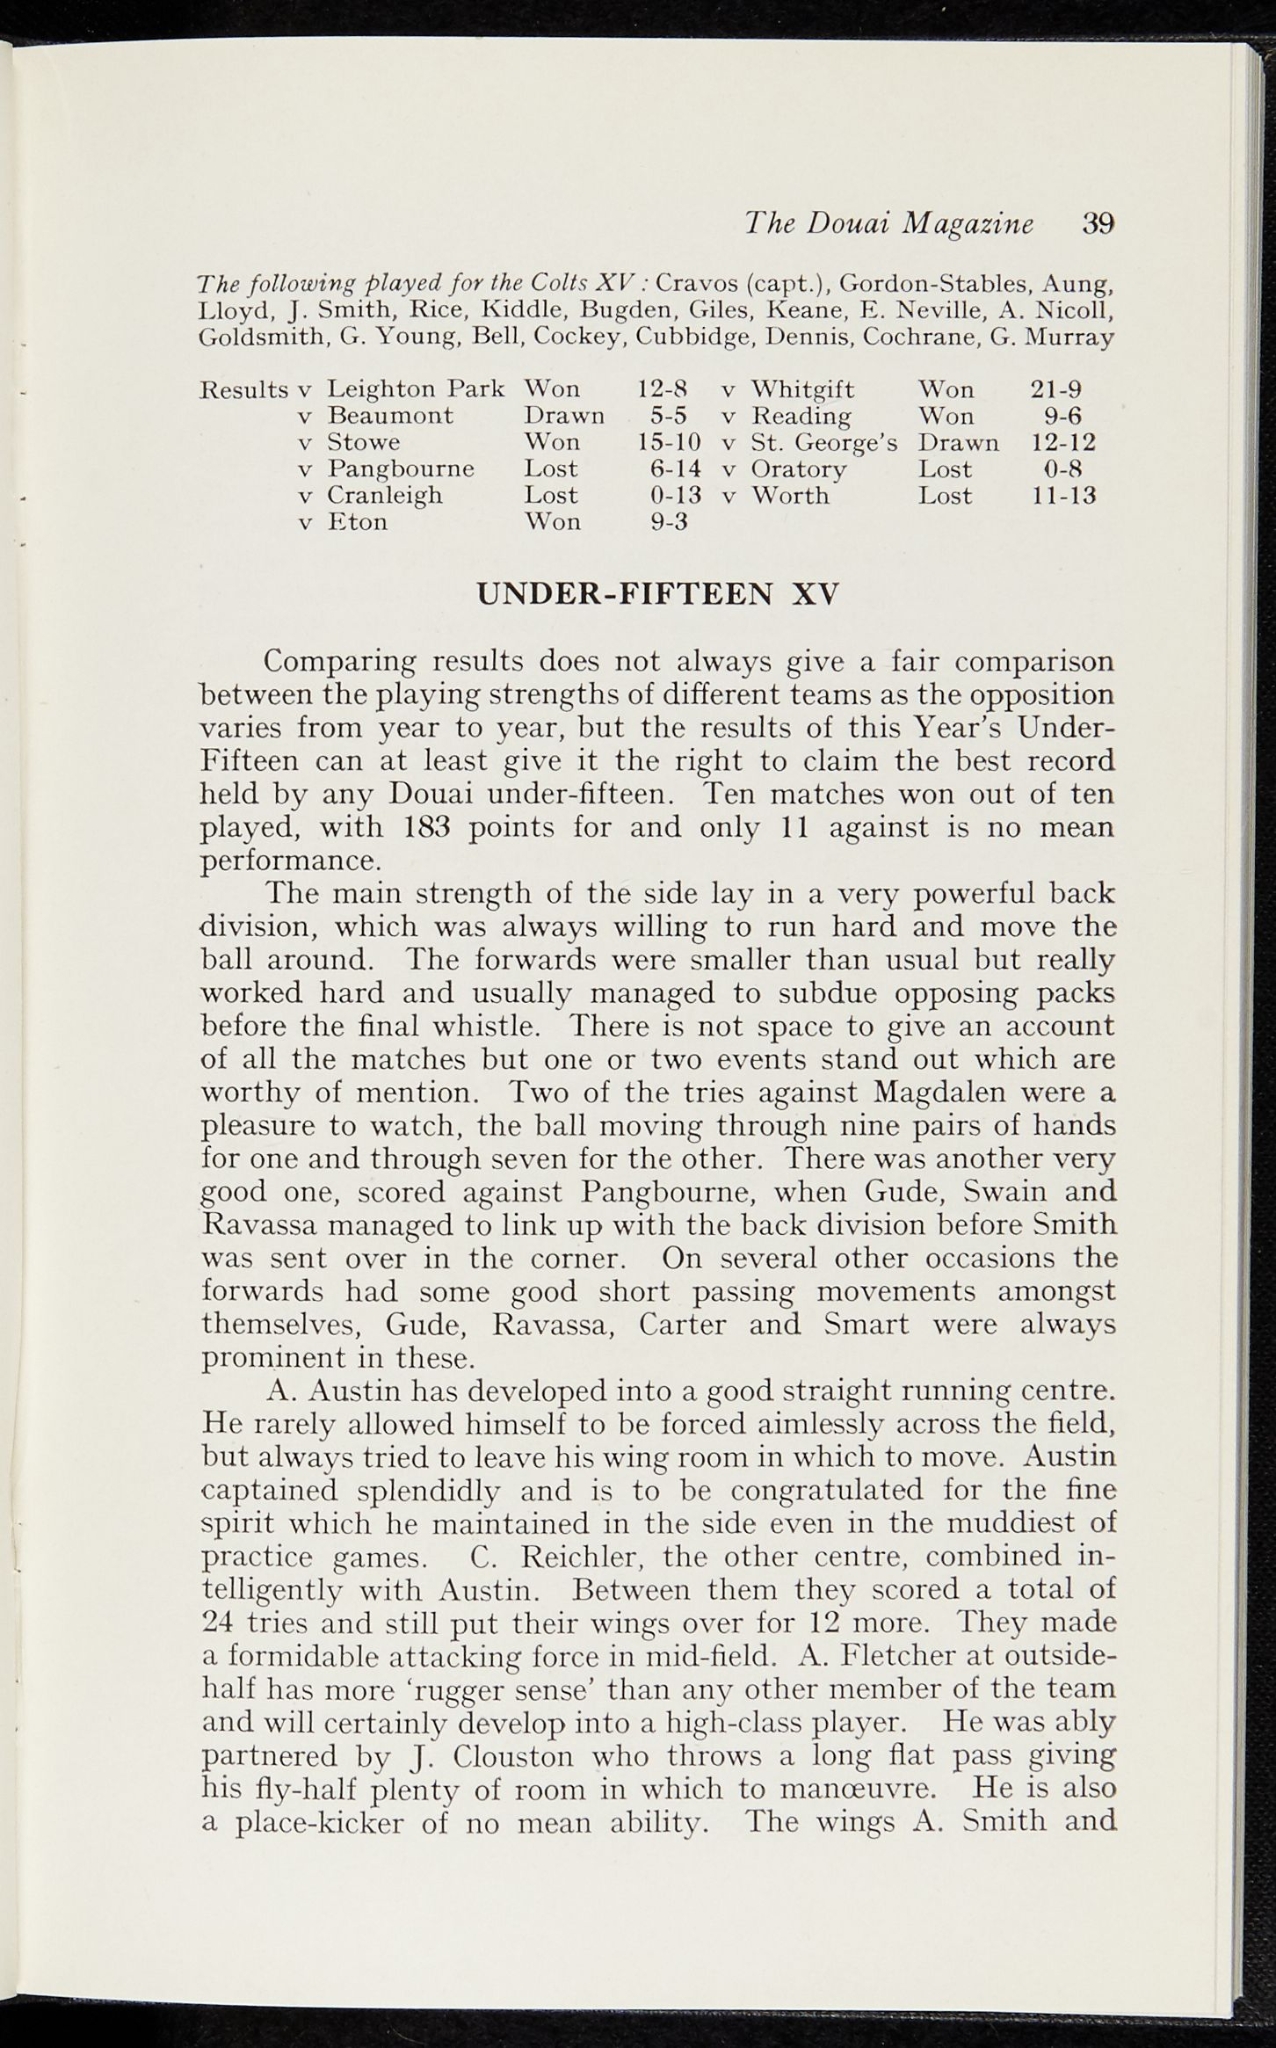 The Douai Magazine 39
The following played for the Colts XV : Cravos (capt.), Gordon-Stables, Aung,
Lloyd, J. Smith, Rice, Kiddle, Bugden, Giles, Keane, E. Neville, A. Nicoll,
Goldsmith, G. Young, Bell, Cockey, Cubbidge, Dennis, Cochrane, G. Murray
Results v Leighton Park Won 12-8 v Whitgift Won 21-9
v Beaumont Drawn 5-5 v Reading Won 9-6
v Stowe Won 15-10 v St. George's Drawn 12-12
v Pangbourne Lost 6-14 v Oratory Lost 0-8
v Cranleigh Lost 0-13 v Worth Lost 11-13
v Eton Won 9-3
UNDER-FIFTEEN XV
Comparing results does not always give a fair comparison
between the playing strengths of different teams as the opposition
varies from year to year, but the results of this Year's Under-
Fifteen can at least give it the right to claim the best record
held by any Douai under-fifteen. Ten matches won out of ten
played, with 183 points for and only 11 against is no mean
performance.
The main strength of the side lay in a very powerful back
division, which was always willing to run hard and move the
ball around. The forwards were smaller than usual but really
worked hard and usually managed to subdue opposing packs
before the final whistle. There is not space to give an account
of all the matches but one or two events stand out which are
worthy of mention. Two of the tries against Magdalen were a
pleasure to watch, the ball moving through nine pairs of hands
for one and through seven for the other. There was another very
good one, scored against Pangbourne, when Gude, Swain and
Ravassa managed to link up with the back division before Smith
was sent over in the corner. On several other occasions the
forwards had some good short passing movements amongst
themselves, Gude, Ravassa, Carter and Smart were always
prominent in these.
A. Austin has developed into a good straight running centre.
He rarely allowed himself to be forced aimlessly across the field,
but always tried to leave his wing room in which to move. Austin
captained splendidly and is to be congratulated for the fine
spirit which he maintained in the side even in the muddiest of
practice games. C. Reichler, the other centre, combined in-
telligently with Austin. Between them they scored a total of
24 tries and still put their wings over for 12 more. They made
a formidable attacking force in mid-field. A. Fletcher at outside-
half has more 'rugger sense' than any other member of the team
and will certainly develop into a high-class player. He was ably
partnered by J. Clouston who throws a long flat pass giving
his fly-half plenty of room in which to manœuvre. He is also
a place-kicker of no mean ability. The wings A. Smith and